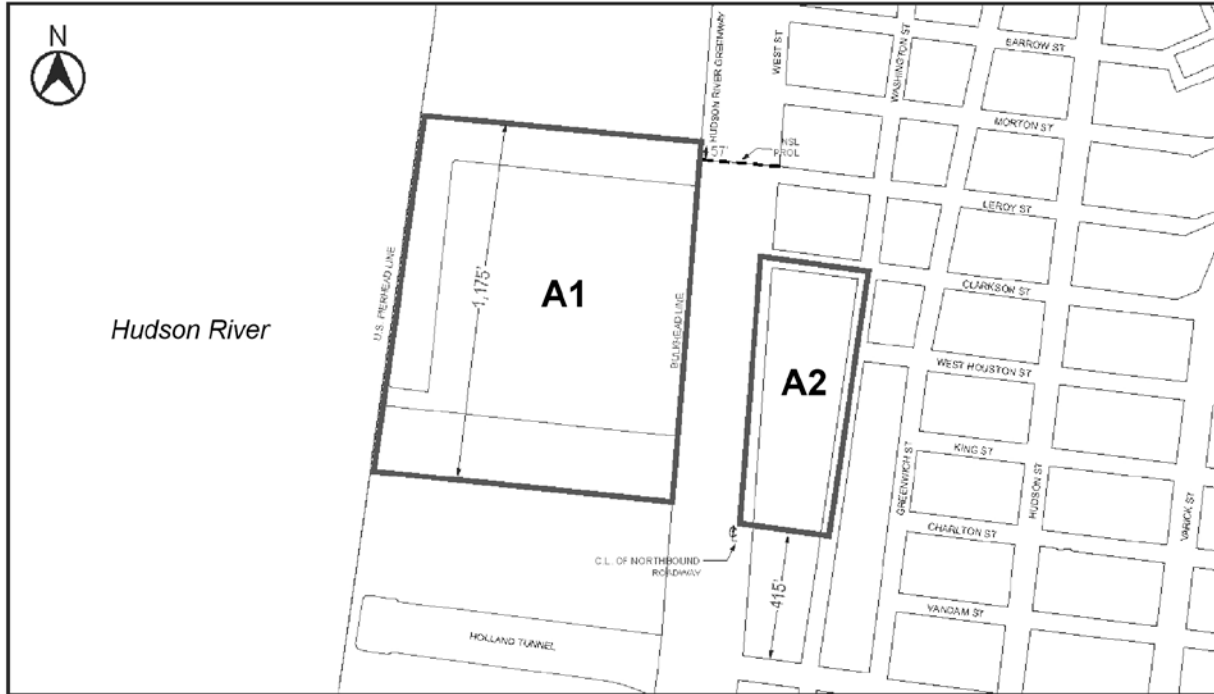 N
BARROW ST
WEST ST
HUDSON RIVER GREENWAY
WASHINGTON ST
MORTON ST
NSL
PROL
LEROY ST
U.S. PIERHEAD LINE
1,175'
A1
BULKHEAD LINE
Hudson River
CLARKSON ST
A2
WEST HOUSTON ST
KING ST
GREENWICH ST
HUDSON ST
VARICK ST
CHARLTON ST
C.L. OF NORTHBOUND
ROADWAY
415'
VANDAM ST
HOLLAND TUNNEL